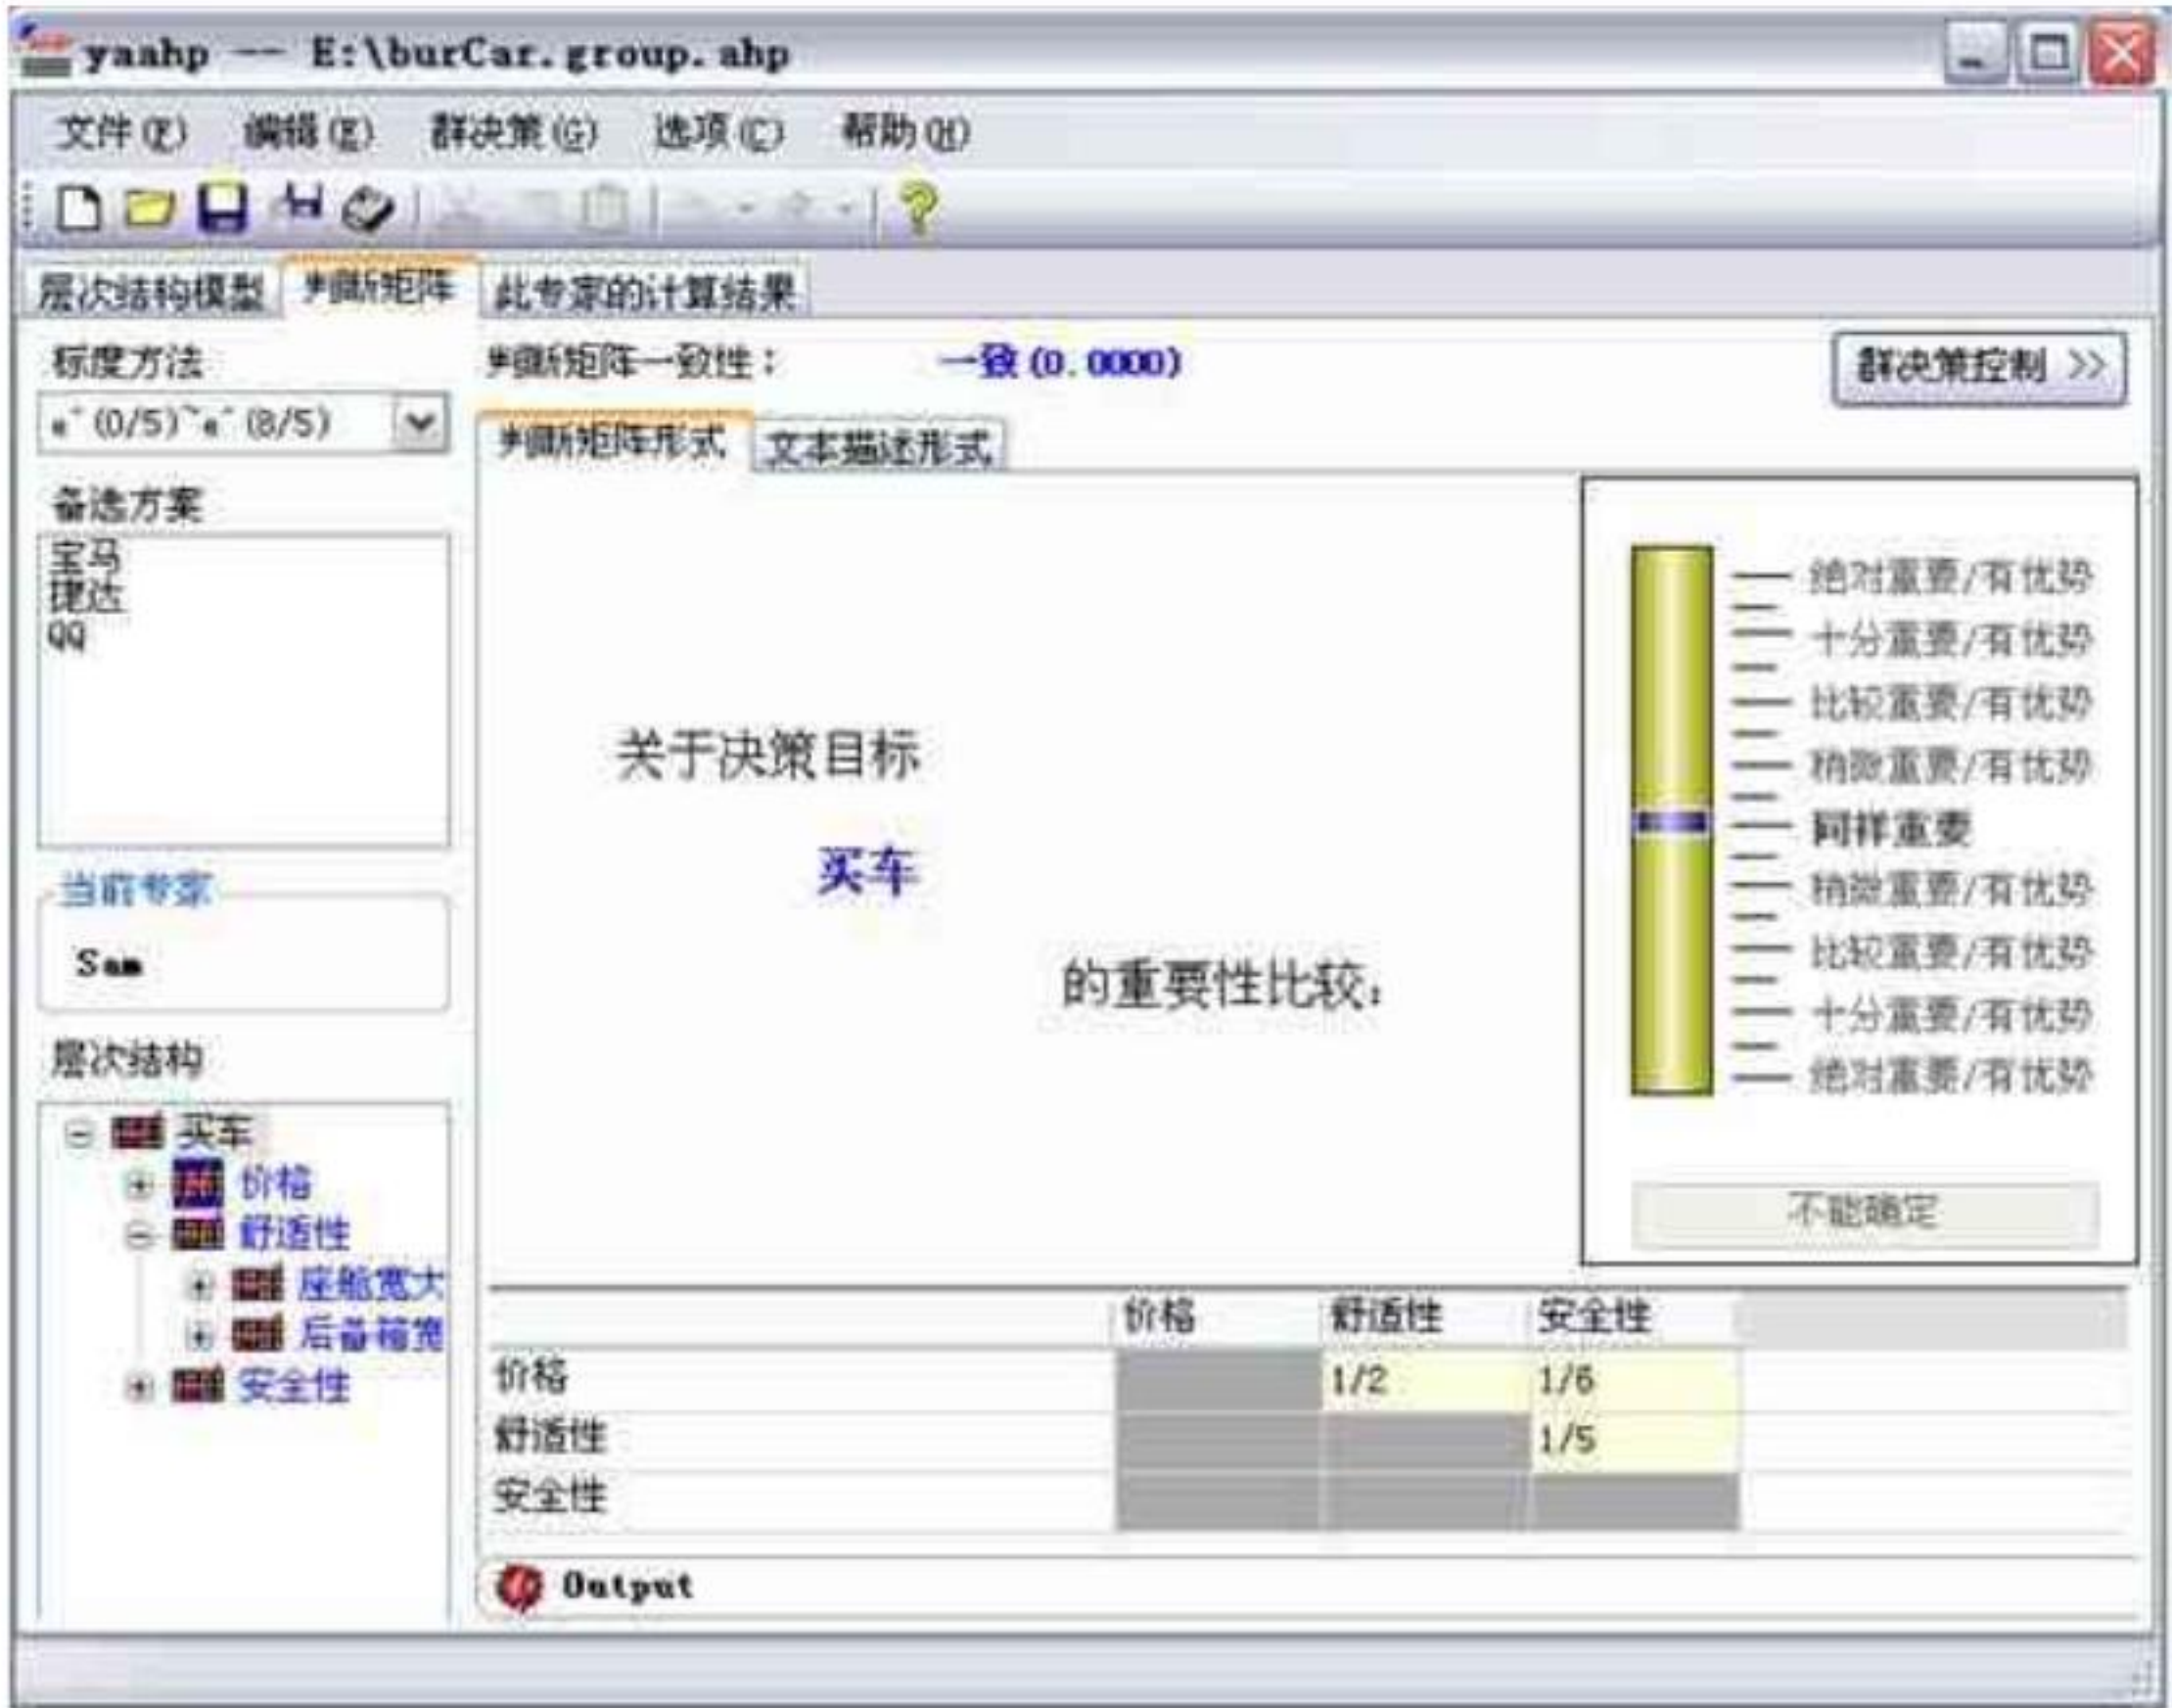 yaahp -- E:\burCar.group.ahp
文件(F) 编辑(E) 群决策(G) 选项(C) 帮助(H)
层次结构模型 判断矩阵 此专家的计算结果
标度方法 判断矩阵一致性： 一致(0.0000) 群决策控制 >>
e^(0/5)~e^(8/5)
判断矩阵形式 文本描述形式
备选方案
宝马
捷达
QQ
当前专家
Sam
层次结构
买车
价格
舒适性
座舱宽大
后备箱宽
安全性
关于决策目标
买车
的重要性比较：
绝对重要/有优势
十分重要/有优势
比较重要/有优势
稍微重要/有优势
同样重要
稍微重要/有优势
比较重要/有优势
十分重要/有优势
绝对重要/有优势
不能确定
价格 舒适性 安全性
价格 1/2 1/6
舒适性 1/5
安全性
Output